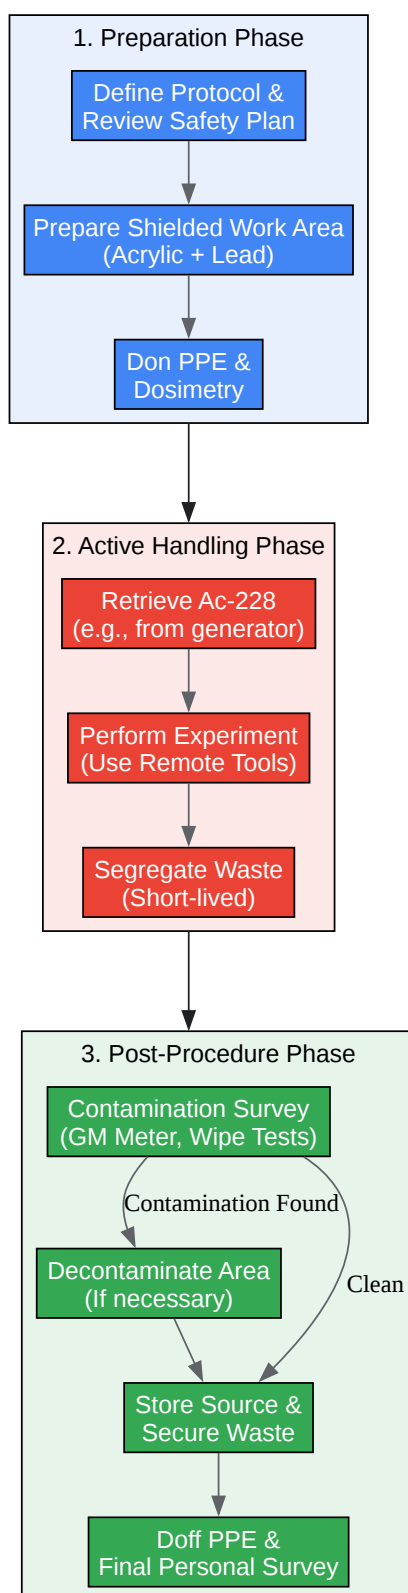 1. Preparation Phase
Define Protocol &
Review Safety Plan
Prepare Shielded Work Area
(Acrylic + Lead)
Don PPE &
Dosimetry
2. Active Handling Phase
Retrieve Ac-228
(e.g., from generator)
Perform Experiment
(Use Remote Tools)
Segregate Waste
(Short-lived)
3. Post-Procedure Phase
Contamination Survey
(GM Meter, Wipe Tests)
Contamination Found
Decontaminate Area
(If necessary)
Clean
Store Source &
Secure Waste
Doff PPE &
Final Personal Survey